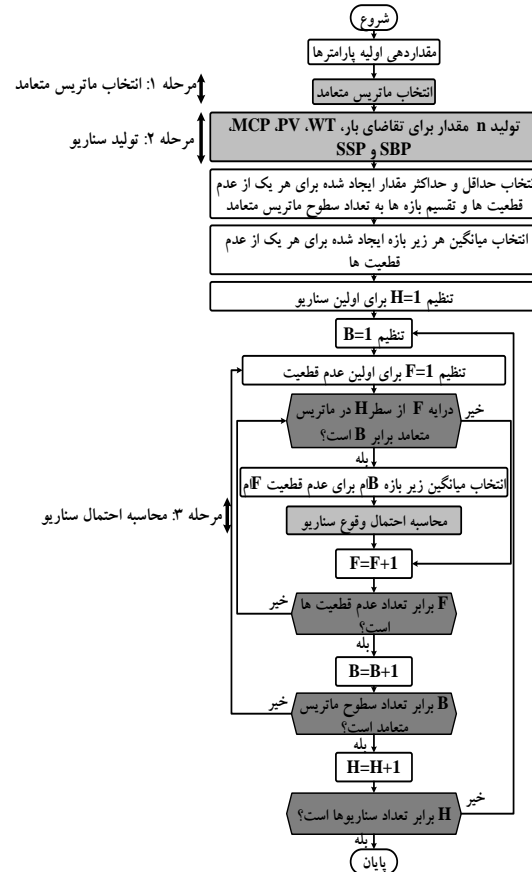 شروع
مقداردهی اولیه پارامترها
انتخاب ماتریس متعامد
مرحله ۱: انتخاب ماتریس متعامد
تولید n مقدار برای تقاضای بار، WT، PV، MCP،
SBP و SSP
مرحله ۲: تولید سناریو
نتخاب حداقل و حداکثر مقدار ایجاد شده برای هر یک از عدم
قطعیت ها و تقسیم بازه ها به تعداد سطوح ماتریس متعامد
انتخاب میانگین هر زیر بازه ایجاد شده برای هر یک از عدم
قطعیت ها
تنظیم H=1 برای اولین سناریو
تنظیم B=1
تنظیم F=1 برای اولین عدم قطعیت
درایه F از سطر H در ماتریس
متعامد برابر B است؟
خیر
بله
انتخاب میانگین زیر بازه Bام برای عدم قطعیت Fام
محاسبه احتمال وقوع سناریو
مرحله ۳: محاسبه احتمال سناریو
F=F+1
F برابر تعداد عدم قطعیت ها
است؟
خیر
بله
B=B+1
B برابر تعداد سطوح ماتریس
متعامد است؟
خیر
بله
H=H+1
H برابر تعداد سناریوها است؟
خیر
بله
پایان